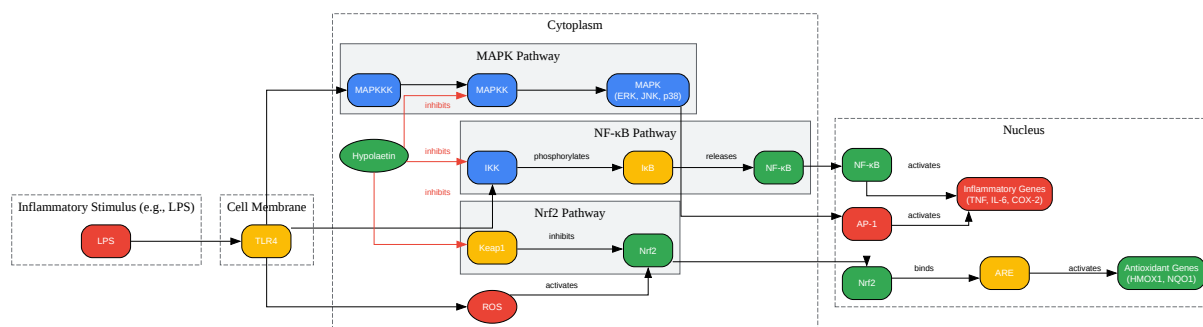 Cytoplasm
MAPK Pathway
MAPKKK
MAPKK
MAPK
(ERK, JNK, p38)
inhibits
Hypolaetin
NF-κB Pathway
inhibits
IKK
phosphorylates
IκB
releases
NF-κB
inhibits
Nucleus
NF-κB
activates
Inflammatory Genes
(TNF, IL-6, COX-2)
AP-1
activates
Inflammatory Stimulus (e.g., LPS)
LPS
Cell Membrane
TLR4
Nrf2 Pathway
Keap1
inhibits
Nrf2
activates
ROS
Nrf2
binds
ARE
activates
Antioxidant Genes
(HMOX1, NQO1)